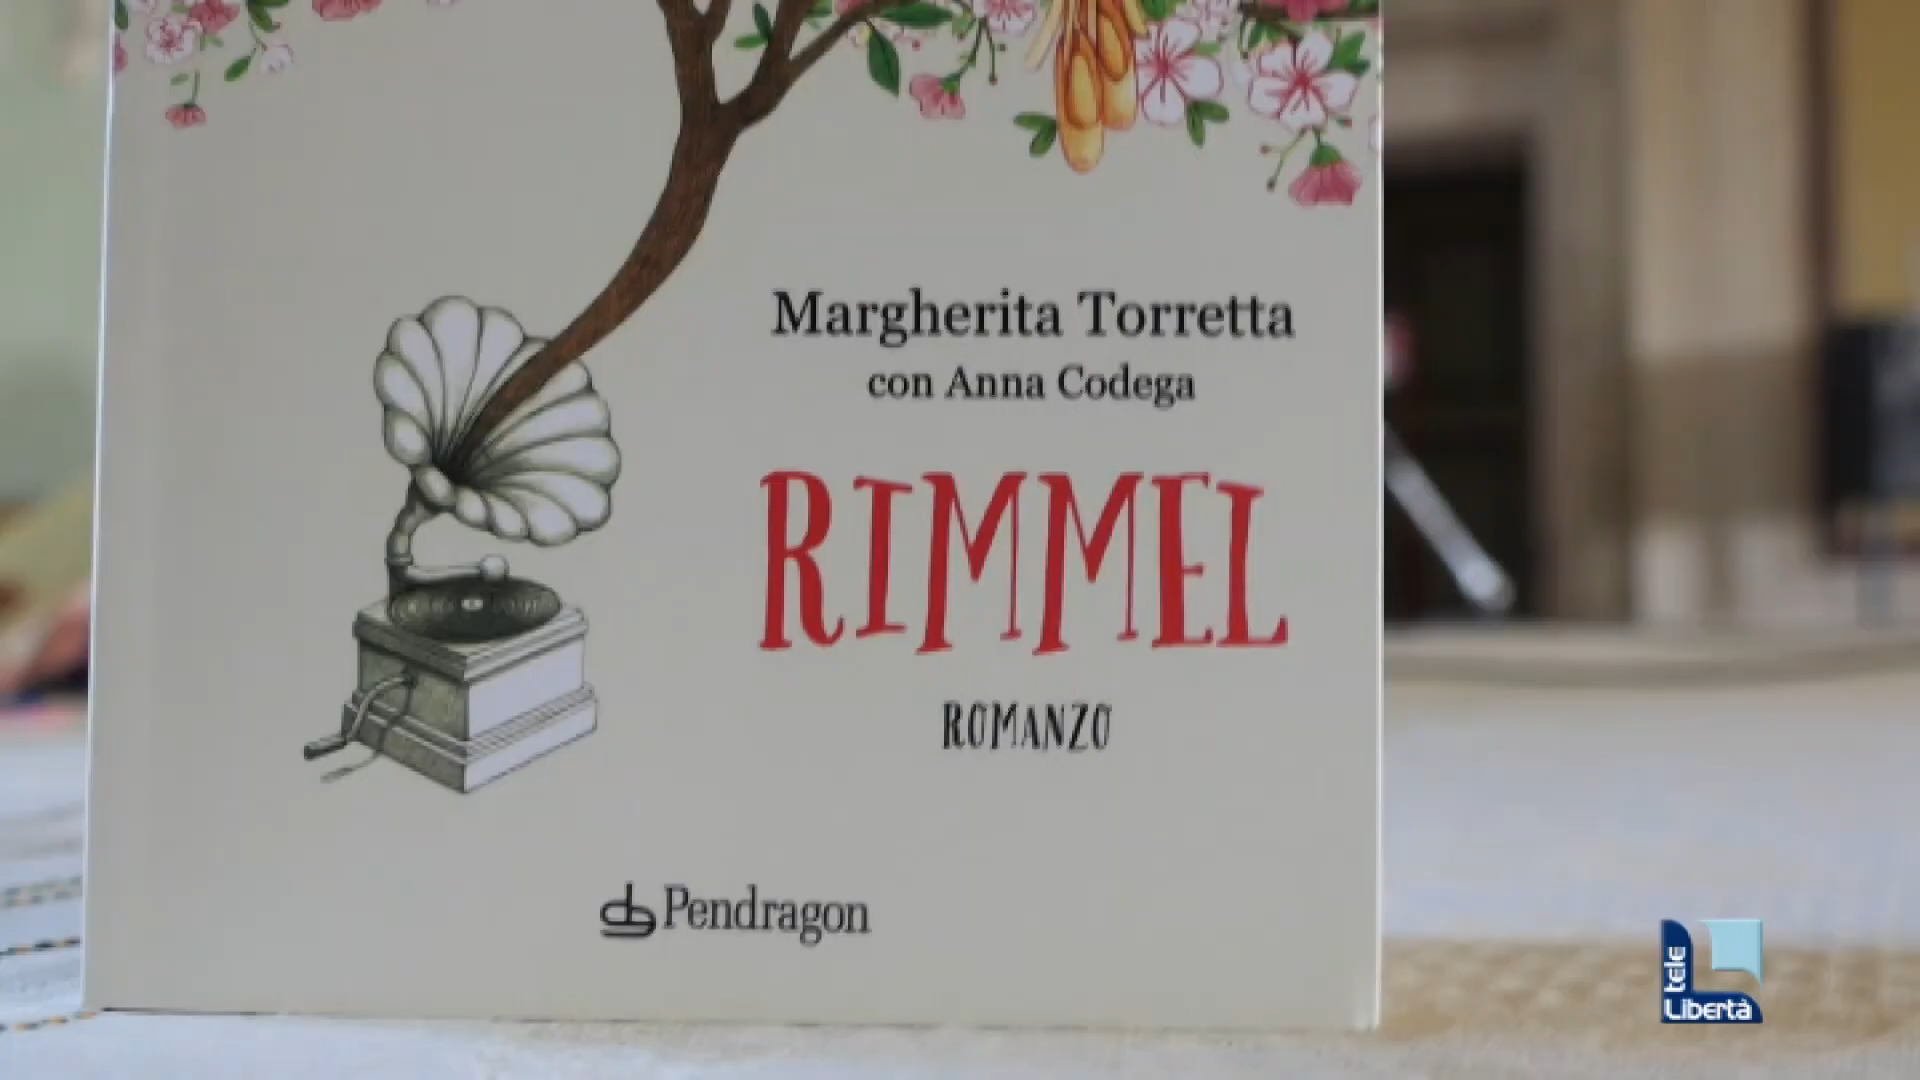 Margherita Torretta
con Anna Codega
RIMMEL
ROMANZO
Pendragon
tele
Libertà